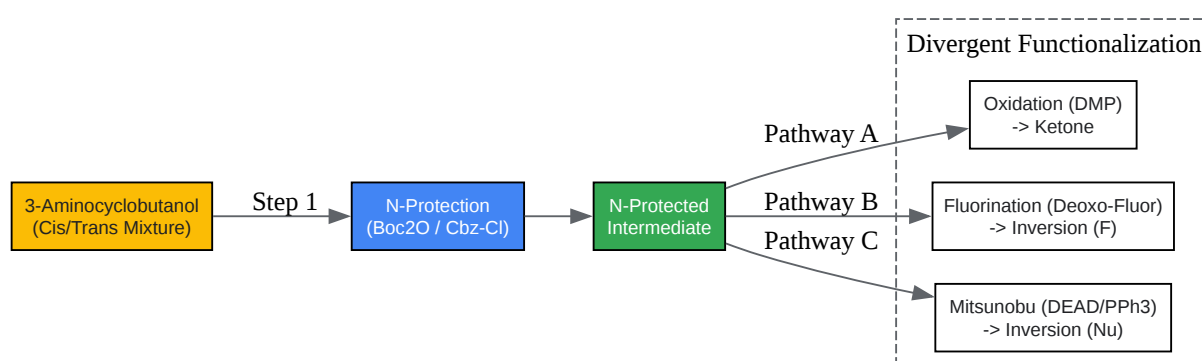 Divergent Functionalization
Oxidation (DMP)
-> Ketone
Pathway A
3-Aminocyclobutanol
(Cis/Trans Mixture)
Step 1
N-Protection
(Boc2O / Cbz-Cl)
N-Protected
Intermediate
Pathway B
Fluorination (Deoxo-Fluor)
-> Inversion (F)
Pathway C
Mitsunobu (DEAD/PPh3)
-> Inversion (Nu)